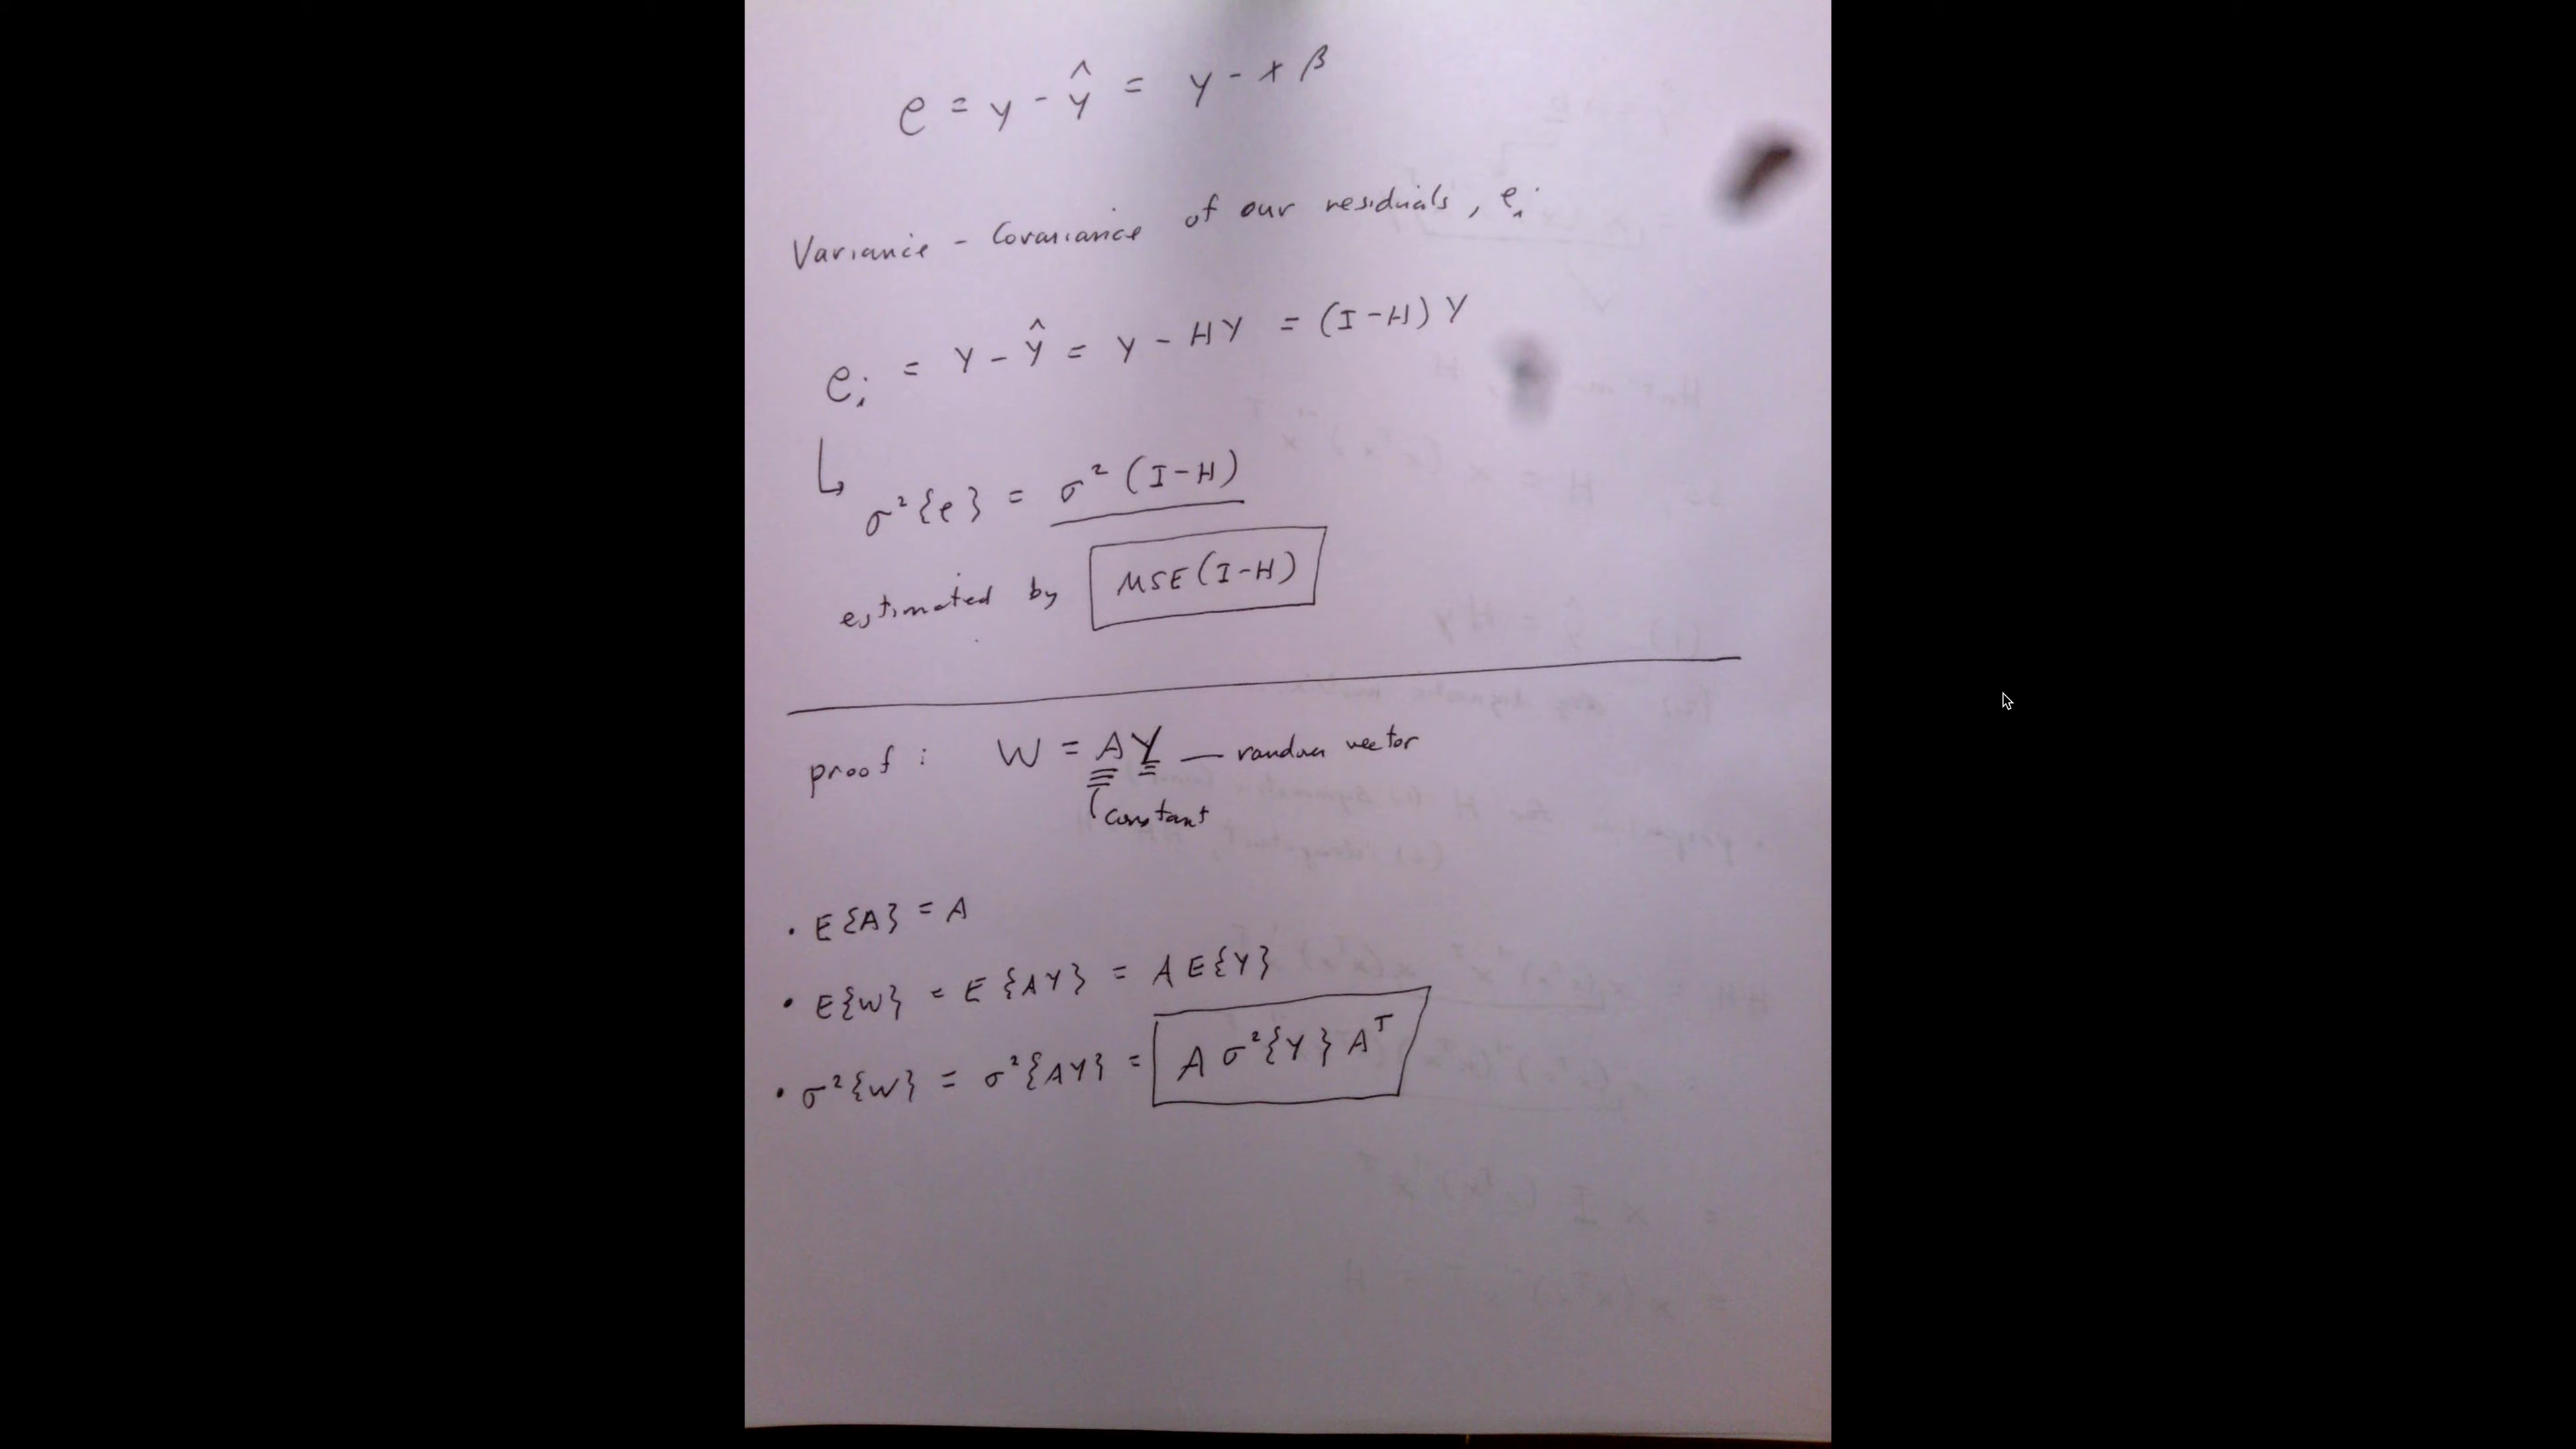 e = y - ŷ = y - xβ
Variance - Covariance of our residuals, eᵢ
eᵢ = Y - Ŷ = Y - HY = (I-H)Y
σ²{e} = σ²(I-H)
estimated by MSE(I-H)
proof : W = AY — random vector
constant
• E{A} = A
• E{W} = E{AY} = A E{Y}
• σ²{W} = σ²{AY} = A σ²{Y} Aᵀ